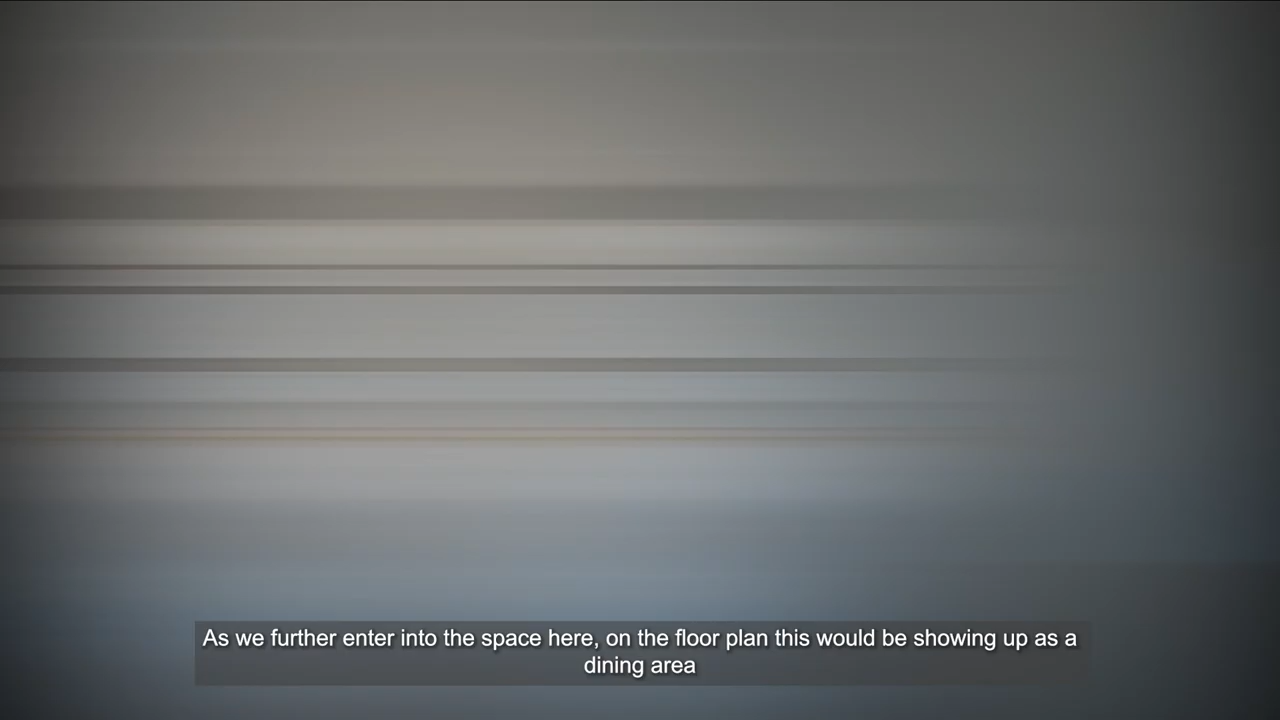 As we further enter into the space here, on the floor plan this would be showing up as a
dining area